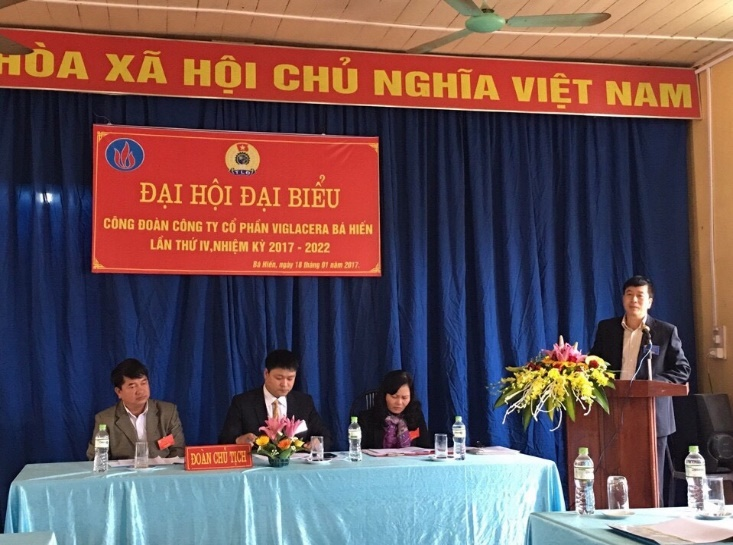 HÒA XÃ HỘI CHỦ NGHĨA VIỆT NAM
ĐẠI HỘI ĐẠI BIỂU
CÔNG ĐOÀN CÔNG TY CỔ PHẦN VIGLACERA BÁ HIẾN
LẦN THỨ IV,NHIỆM KỲ 2017 - 2022
Bá Hiến, ngày 18 tháng 01 năm 2017.
ĐOÀN CHỦ TỊCH